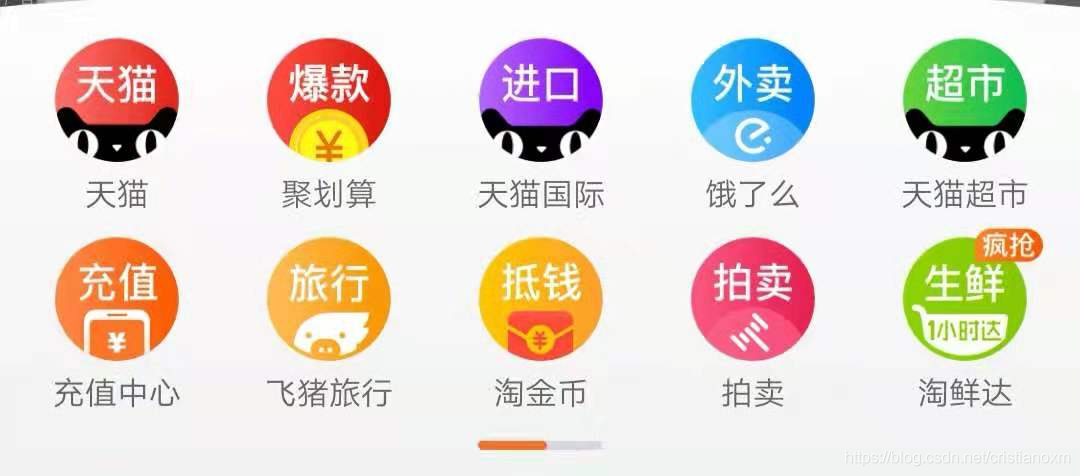 天猫 爆款 进口 外卖 超市
¥
天猫 聚划算 天猫国际 饿了么 天猫超市
疯抢
充值 旅行 抵钱 拍卖 生鲜
¥ ¥ 1小时达
充值中心 飞猪旅行 淘金币 拍卖 淘鲜达
https://blog.csdn.net/cristianoxm